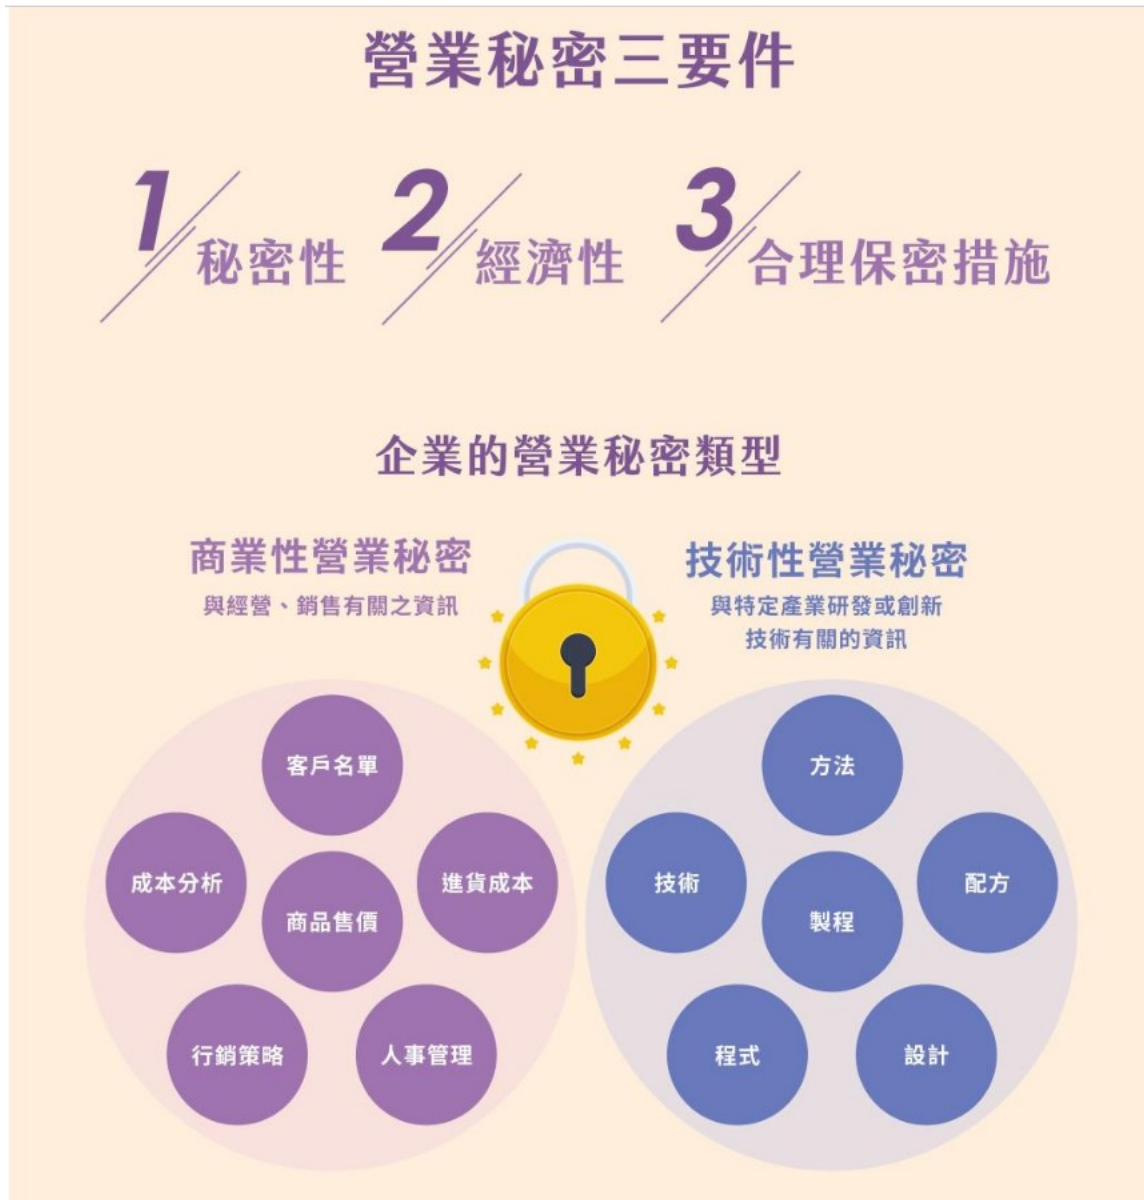 營業秘密三要件
1 秘密性
2 經濟性
3 合理保密措施
企業的營業秘密類型
商業性營業秘密
與經營、銷售有關之資訊
客戶名單
成本分析
商品售價
進貨成本
行銷策略
人事管理
技術性營業秘密
與特定產業研發或創新
技術有關的資訊
方法
技術
製程
配方
程式
設計